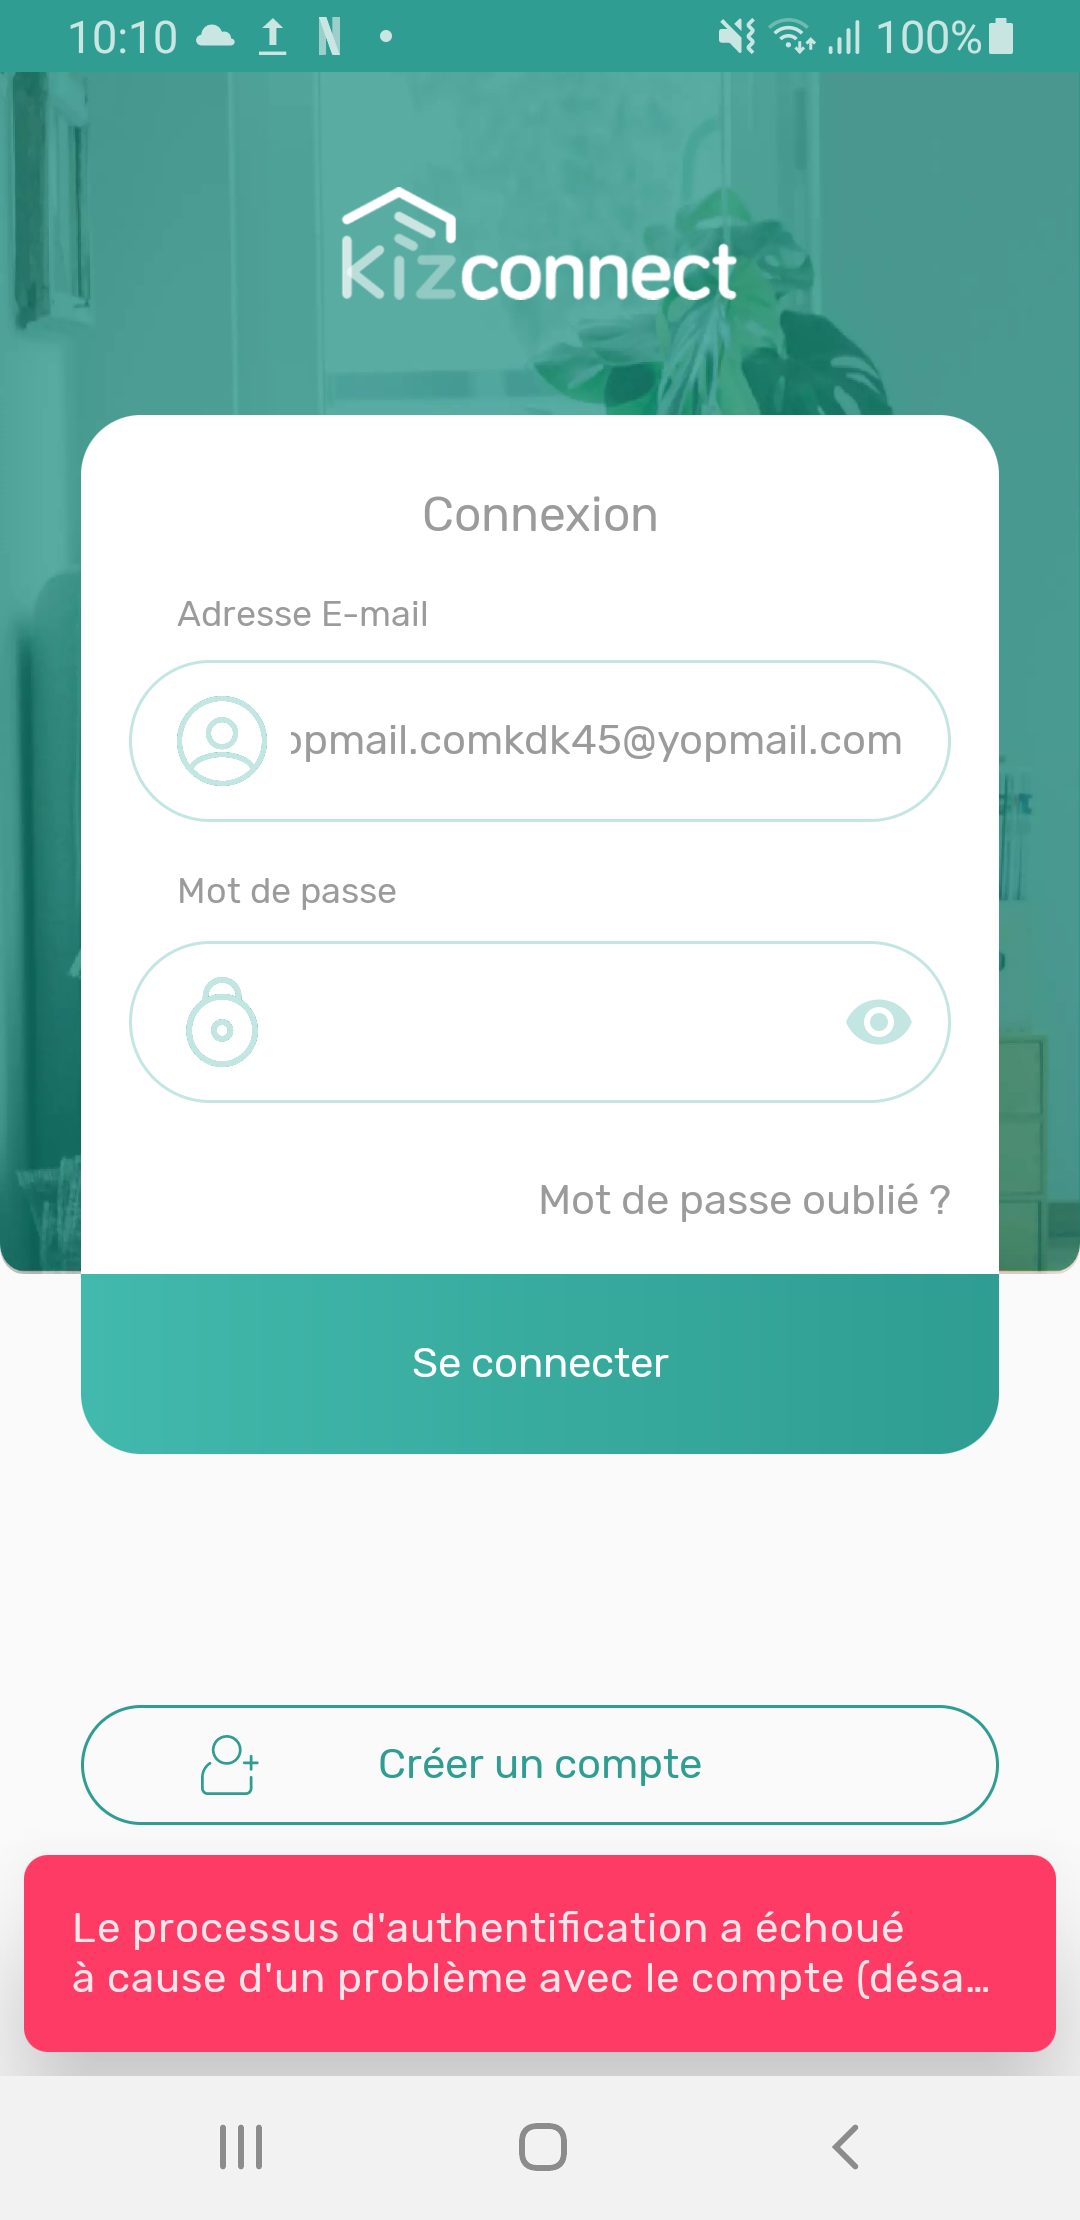 10:10
100%
kizconnect
Connexion
Adresse E-mail
opmail.comkdk45@yopmail.com
Mot de passe
Mot de passe oublié ?
Se connecter
Créer un compte
Le processus d'authentification a échoué
à cause d'un problème avec le compte (désa...